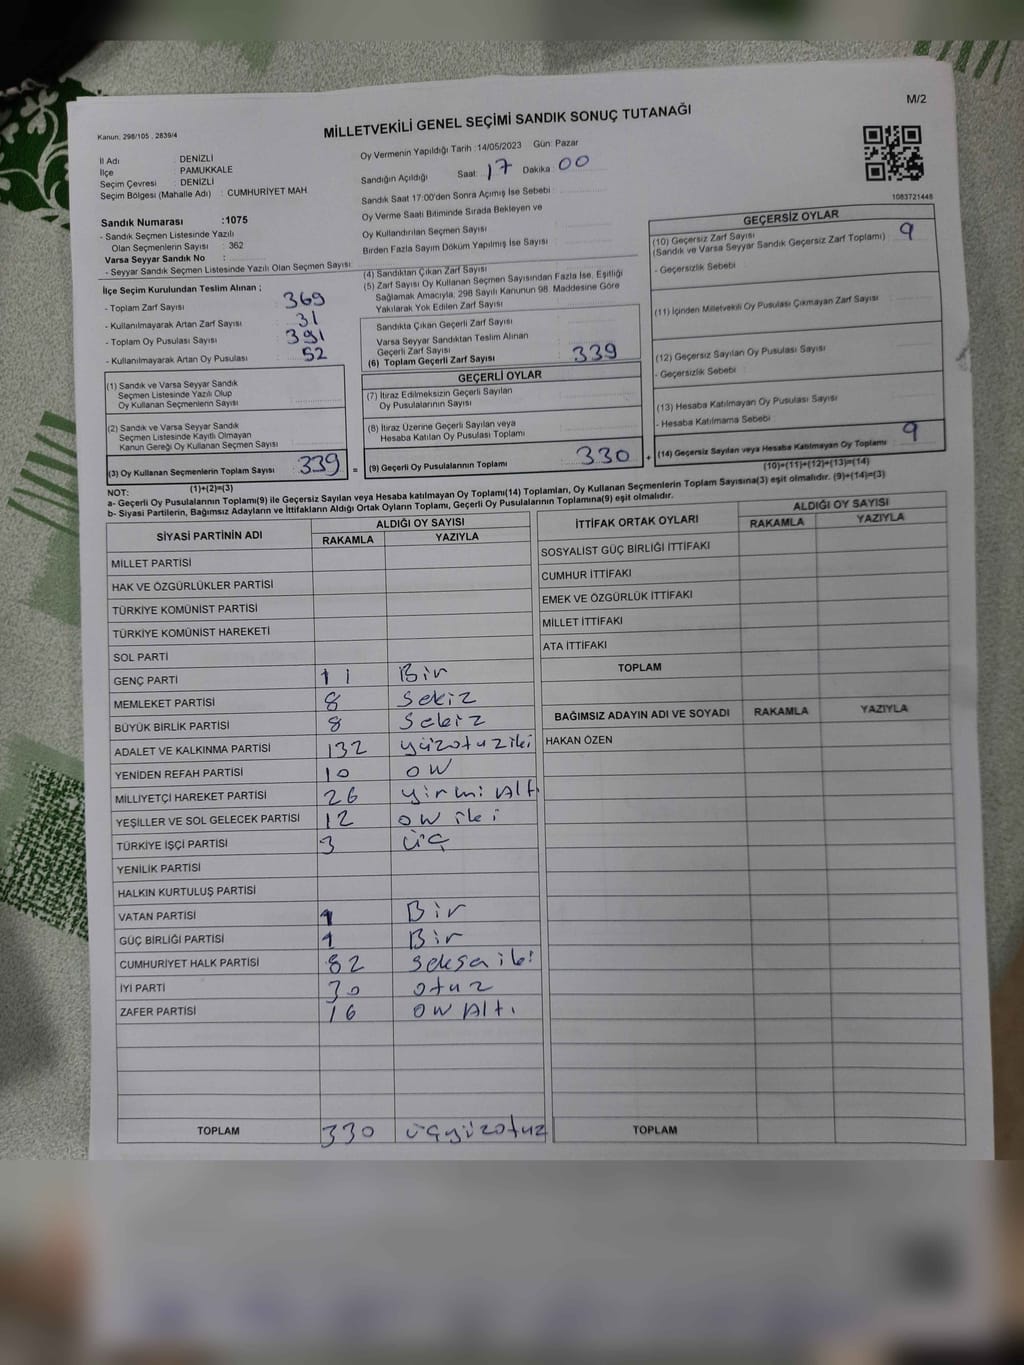 M/2
Kanun, 298/105 , 2839/4
MİLLETVEKİLİ GENEL SEÇİMİ SANDIK SONUÇ TUTANAĞI
İl Adı : DENİZLİ
İlçe : PAMUKKALE
Seçim Çevresi : DENİZLİ
Seçim Bölgesi (Mahalle Adı) : CUMHURİYET MAH
Sandık Numarası :1075
- Sandık Seçmen Listesinde Yazılı
Olan Seçmenlerin Sayısı : 362
Varsa Seyyar Sandık No :
- Seyyar Sandık Seçmen Listesinde Yazılı Olan Seçmen Sayısı:
İlçe Seçim Kurulundan Teslim Alınan ;
- Toplam Zarf Sayısı 369
- Kullanılmayarak Artan Zarf Sayısı 31
- Toplam Oy Pusulası Sayısı 391
- Kullanılmayarak Artan Oy Pusulası 52
(1) Sandık ve Varsa Seyyar Sandık
Seçmen Listesinde Yazılı Olup
Oy Kullanan Seçmenlerin Sayısı
(2) Sandık ve Varsa Seyyar Sandık
Seçmen Listesinde Kayıtlı Olmayan
Kanun Gereği Oy Kullanan Seçmen Sayısı
(3) Oy Kullanan Seçmenlerin Toplam Sayısı 339 =
(1)+(2)=(3)
Oy Vermenin Yapıldığı Tarih :14/05/2023 Gün: Pazar
Sandığın Açıldığı Saat: 17 Dakika : 00
Sandık Saat 17:00'den Sonra Açımış İse Sebebi :
Oy Verme Saati Bitiminde Sırada Bekleyen ve
Oy Kullandırılan Seçmen Sayısı
Birden Fazla Sayım Döküm Yapılmış İse Sayısı
(4) Sandıktan Çıkan Zarf Sayısı
(5) Zarf Sayısı Oy Kullanan Seçmen Sayısından Fazla İse, Eşitliği
Sağlamak Amacıyla, 298 Sayılı Kanunun 98. Maddesine Göre
Yakılarak Yok Edilen Zarf Sayısı
Sandıkta Çıkan Geçerli Zarf Sayısı
Varsa Seyyar Sandıktan Teslim Alınan
Geçerli Zarf Sayısı
(6) Toplam Geçerli Zarf Sayısı 339
GEÇERLİ OYLAR
(7) İtiraz Edilmeksizin Geçerli Sayılan
Oy Pusulalarının Sayısı
(8) İtiraz Üzerine Geçerli Sayılan veya
Hesaba Katılan Oy Pusulası Toplamı
(9) Geçerli Oy Pusulalarının Toplamı 330 +
1083721448
GEÇERSİZ OYLAR
(10) Geçersiz Zarf Sayısı
(Sandık ve Varsa Seyyar Sandık Geçersiz Zarf Toplamı) 9
- Geçersizlik Sebebi
(11) İçinden Milletvekili Oy Pusulası Çıkmayan Zarf Sayısı
(12) Geçersiz Sayılan Oy Pusulası Sayısı
- Geçersizlik Sebebi
(13) Hesaba Katılmayan Oy Pusulası Sayısı
- Hesaba Katılmama Sebebi
(14) Geçersiz Sayılan veya Hesaba Katılmayan Oy Toplamı 9
(10)+(11)+(12)+(13)=(14)
NOT:
a- Geçerli Oy Pusulalarının Toplamı(9) ile Geçersiz Sayılan veya Hesaba katılmayan Oy Toplamı(14) Toplamları, Oy Kullanan Seçmenlerin Toplam Sayısına(3) eşit olmalıdır. (9)+(14)=(3)
b- Siyasi Partilerin, Bağımsız Adayların ve İttifakların Aldığı Ortak Oyların Toplamı, Geçerli Oy Pusulalarının Toplamına(9) eşit olmalıdır.
SİYASİ PARTİNİN ADI
ALDIĞI OY SAYISI
RAKAMLA YAZIYLA
MİLLET PARTİSİ
HAK VE ÖZGÜRLÜKLER PARTİSİ
TÜRKİYE KOMÜNİST PARTİSİ
TÜRKİYE KOMÜNİST HAREKETİ
SOL PARTİ
GENÇ PARTİ 1 1 Bir
MEMLEKET PARTİSİ 8 Sekiz
BÜYÜK BİRLİK PARTİSİ 8 Sekiz
ADALET VE KALKINMA PARTİSİ 132 yüzotuziki
YENİDEN REFAH PARTİSİ 10 on
MİLLİYETÇİ HAREKET PARTİSİ 26 yirmi Altı
YEŞİLLER VE SOL GELECEK PARTİSİ 12 on iki
TÜRKİYE İŞÇİ PARTİSİ 3 üç
YENİLİK PARTİSİ
HALKIN KURTULUŞ PARTİSİ
VATAN PARTİSİ 1 Bir
GÜÇ BİRLİĞİ PARTİSİ 1 Bir
CUMHURİYET HALK PARTİSİ 82 seksaiki
İYİ PARTİ 30 otuz
ZAFER PARTİSİ 16 on Altı
TOPLAM 330 üçyüzotuz
İTTİFAK ORTAK OYLARI
ALDIĞI OY SAYISI
RAKAMLA YAZIYLA
SOSYALİST GÜÇ BİRLİĞİ İTTİFAKI
CUMHUR İTTİFAKI
EMEK VE ÖZGÜRLÜK İTTİFAKI
MİLLET İTTİFAKI
ATA İTTİFAKI
TOPLAM
BAĞIMSIZ ADAYIN ADI VE SOYADI RAKAMLA YAZIYLA
HAKAN ÖZEN
TOPLAM